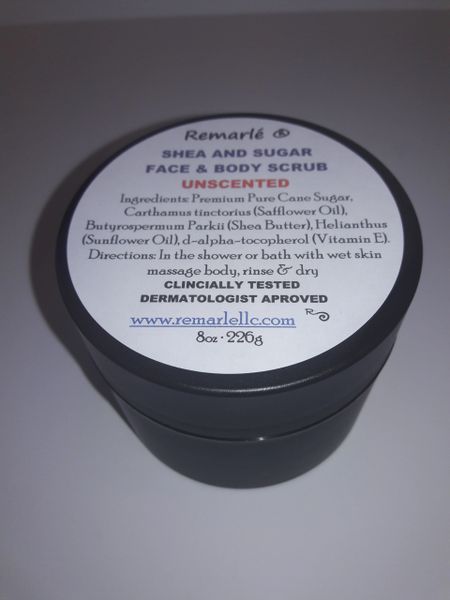 Remarlé ®
SHEA AND SUGAR
FACE & BODY SCRUB
UNSCENTED
Ingredients: Premium Pure Cane Sugar,
Carthamus tinctorius (Safflower Oil),
Butyrospermum Parkii (Shea Butter), Helianthus
(Sunflower Oil), d-alpha-tocopherol (Vitamin E).
Directions: In the shower or bath with wet skin
massage body, rinse & dry
CLINCIALLY TESTED
DERMATOLOGIST APROVED
www.remarlellc.com R
8oz · 226g